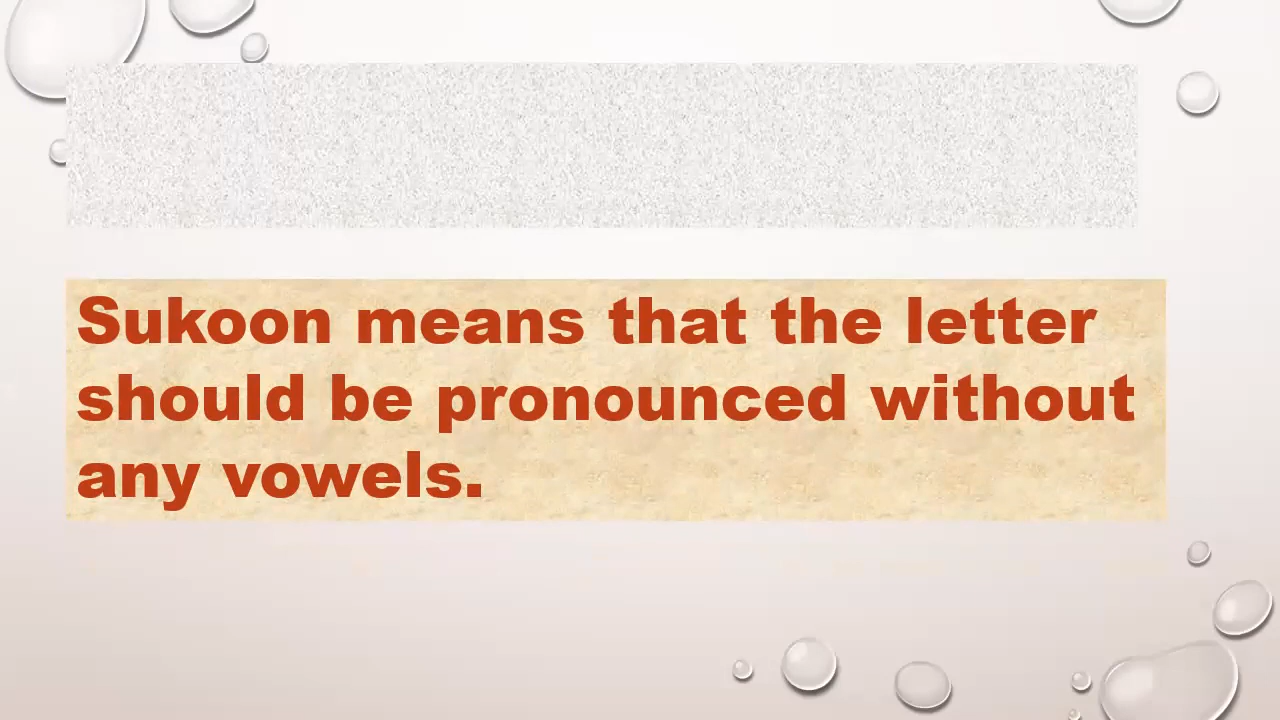 Sukoon means that the letter
should be pronounced without
any vowels.